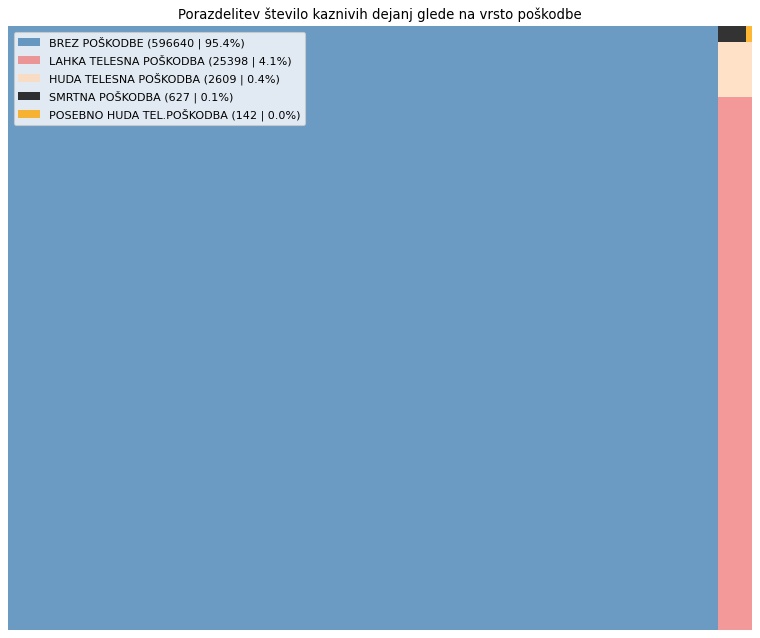 Porazdelitev število kaznivih dejanj glede na vrsto poškodbe
BREZ POŠKODBE (596640 | 95.4%)
LAHKA TELESNA POŠKODBA (25398 | 4.1%)
HUDA TELESNA POŠKODBA (2609 | 0.4%)
SMRTNA POŠKODBA (627 | 0.1%)
POSEBNO HUDA TEL.POŠKODBA (142 | 0.0%)